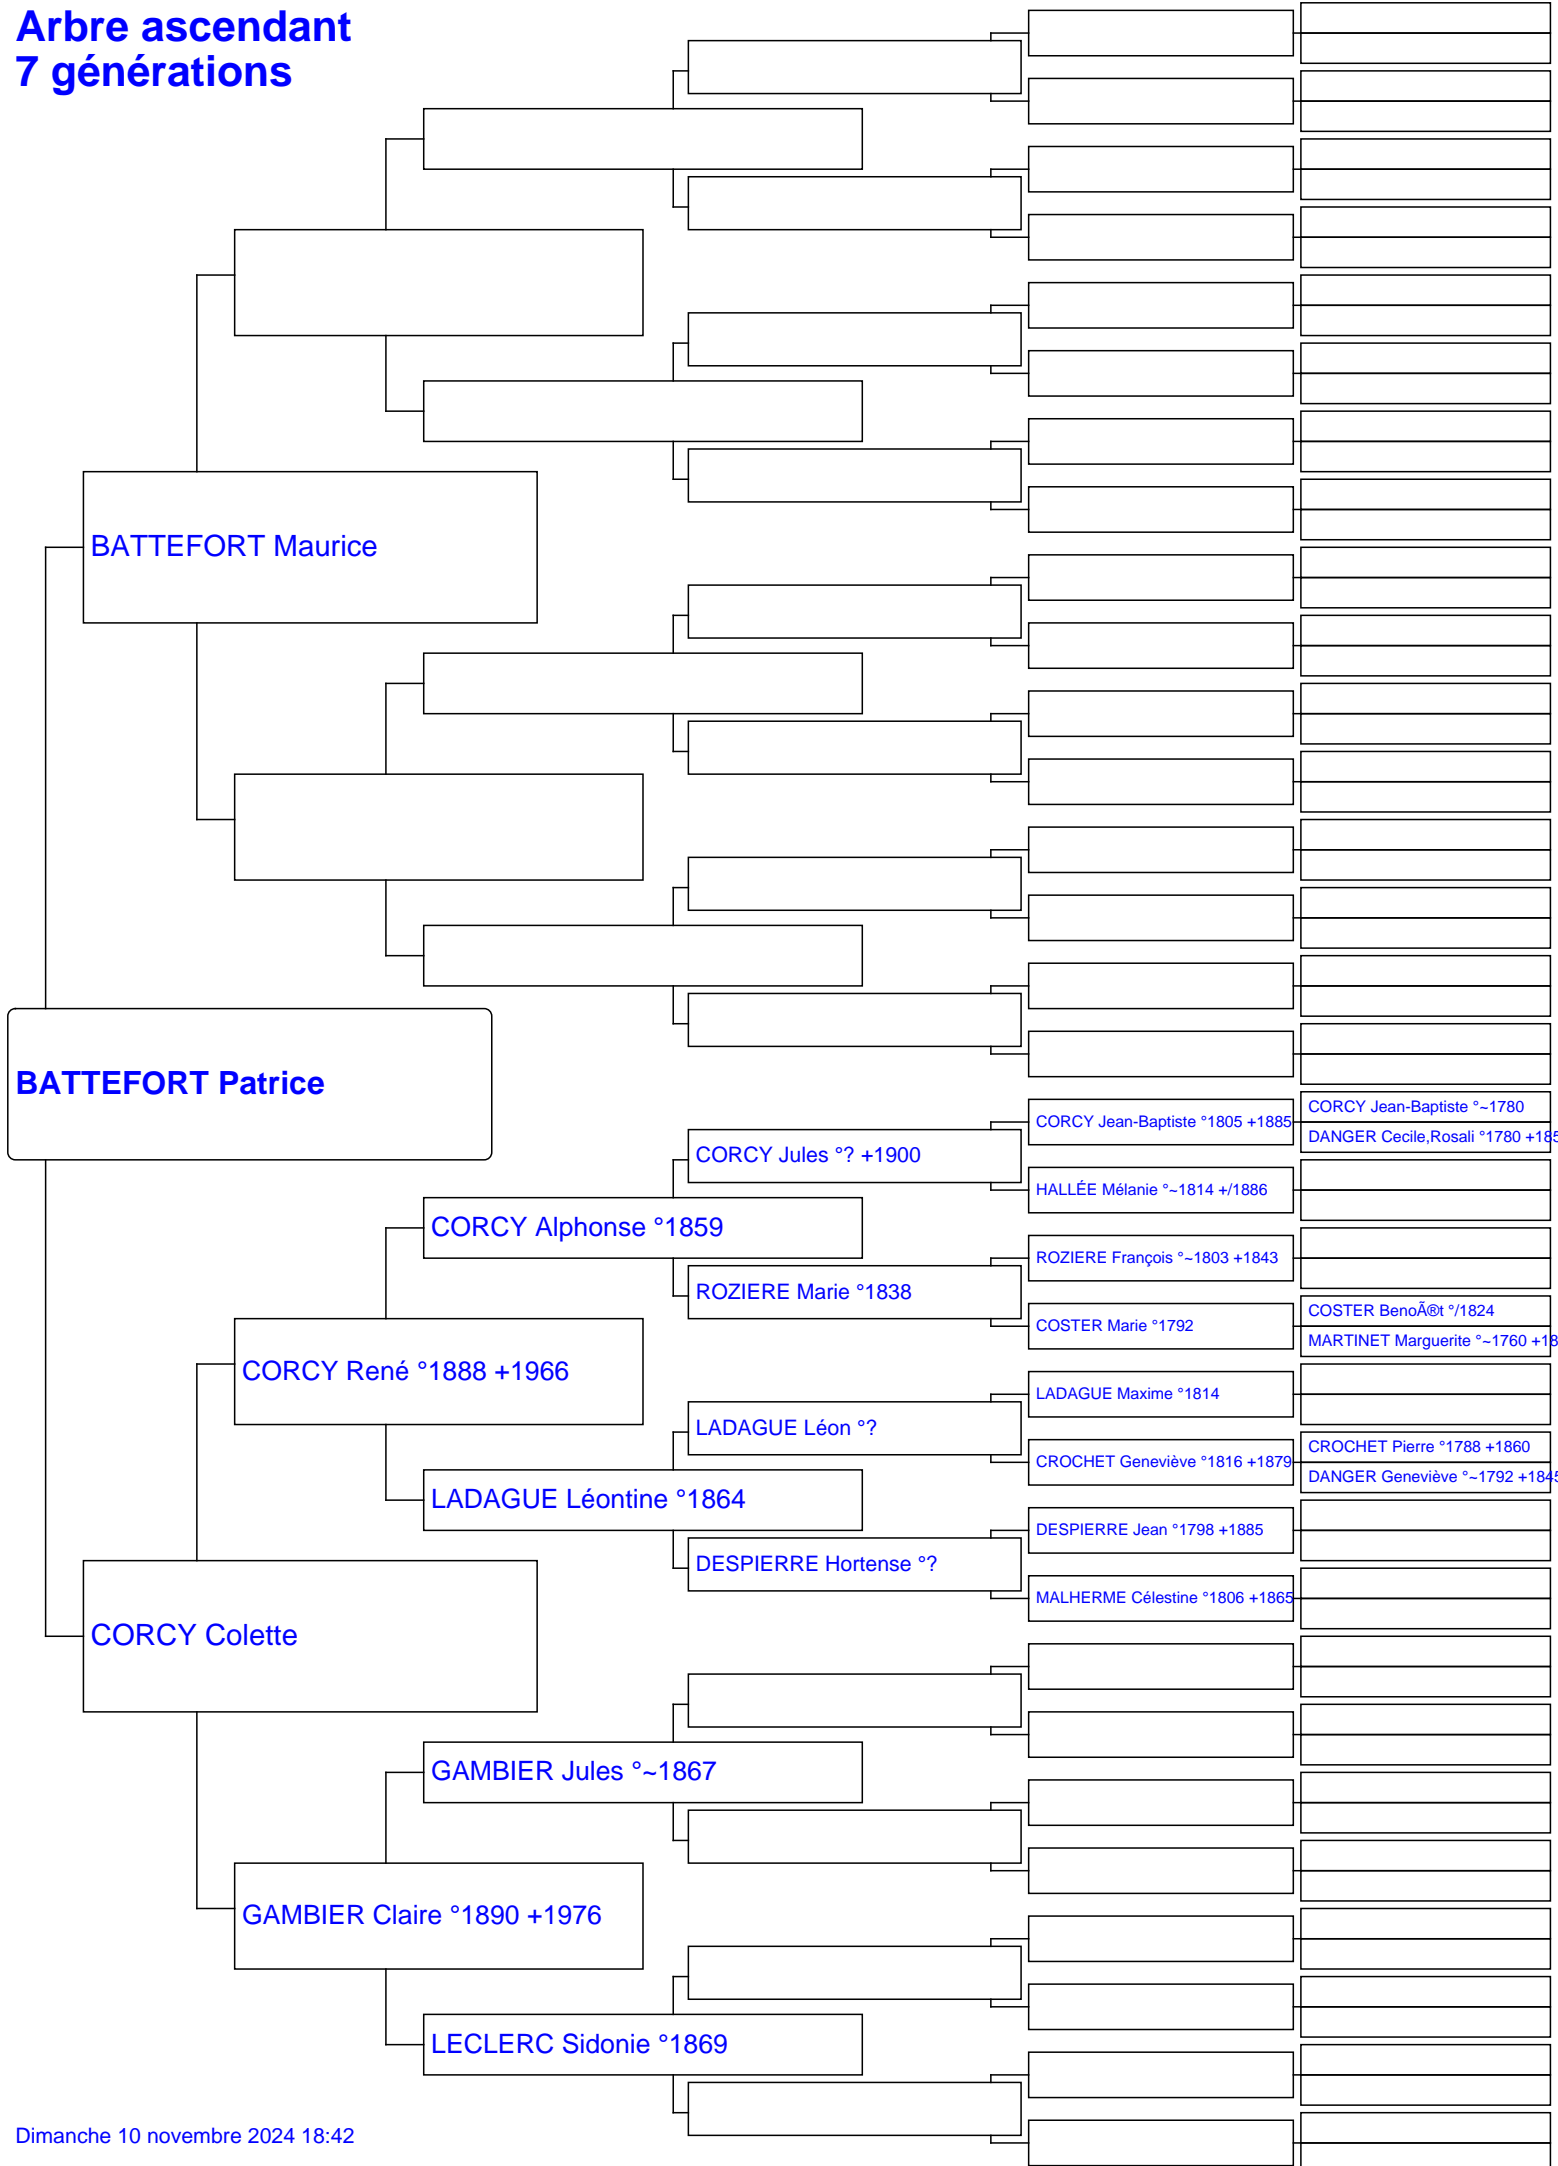 Arbre ascendant
7 générations
BATTEFORT Maurice
BATTEFORT Patrice
CORCY Jean-Baptiste °1805 +1885
CORCY Jean-Baptiste °~1780
DANGER Cecile,Rosali °1780 +185
CORCY Jules °? +1900
HALLÉE Mélanie °~1814 +/1886
CORCY Alphonse °1859
ROZIERE François °~1803 +1843
ROZIERE Marie °1838
COSTER Marie °1792
COSTER BenoÃ®t °/1824
MARTINET Marguerite °~1760 +18
CORCY René °1888 +1966
LADAGUE Maxime °1814
LADAGUE Léon °?
CROCHET Geneviève °1816 +1879
CROCHET Pierre °1788 +1860
DANGER Geneviève °~1792 +1845
LADAGUE Léontine °1864
DESPIERRE Jean °1798 +1885
DESPIERRE Hortense °?
MALHERME Célestine °1806 +1865
CORCY Colette
GAMBIER Jules °~1867
GAMBIER Claire °1890 +1976
LECLERC Sidonie °1869
Dimanche 10 novembre 2024 18:42